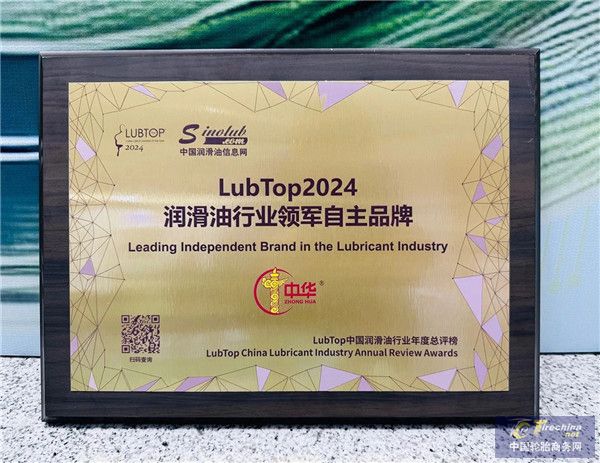 LUBTOP
2024
Sinolub
.com
中国润滑油信息网
LubTop2024
润滑油行业领军自主品牌
Leading Independent Brand in the Lubricant Industry
中华®
ZHONG HUA
LubTop中国润滑油行业年度总评榜
LubTop China Lubricant Industry Annual Review Awards
扫码查询
Tirechina
.net
中国轮胎商务网